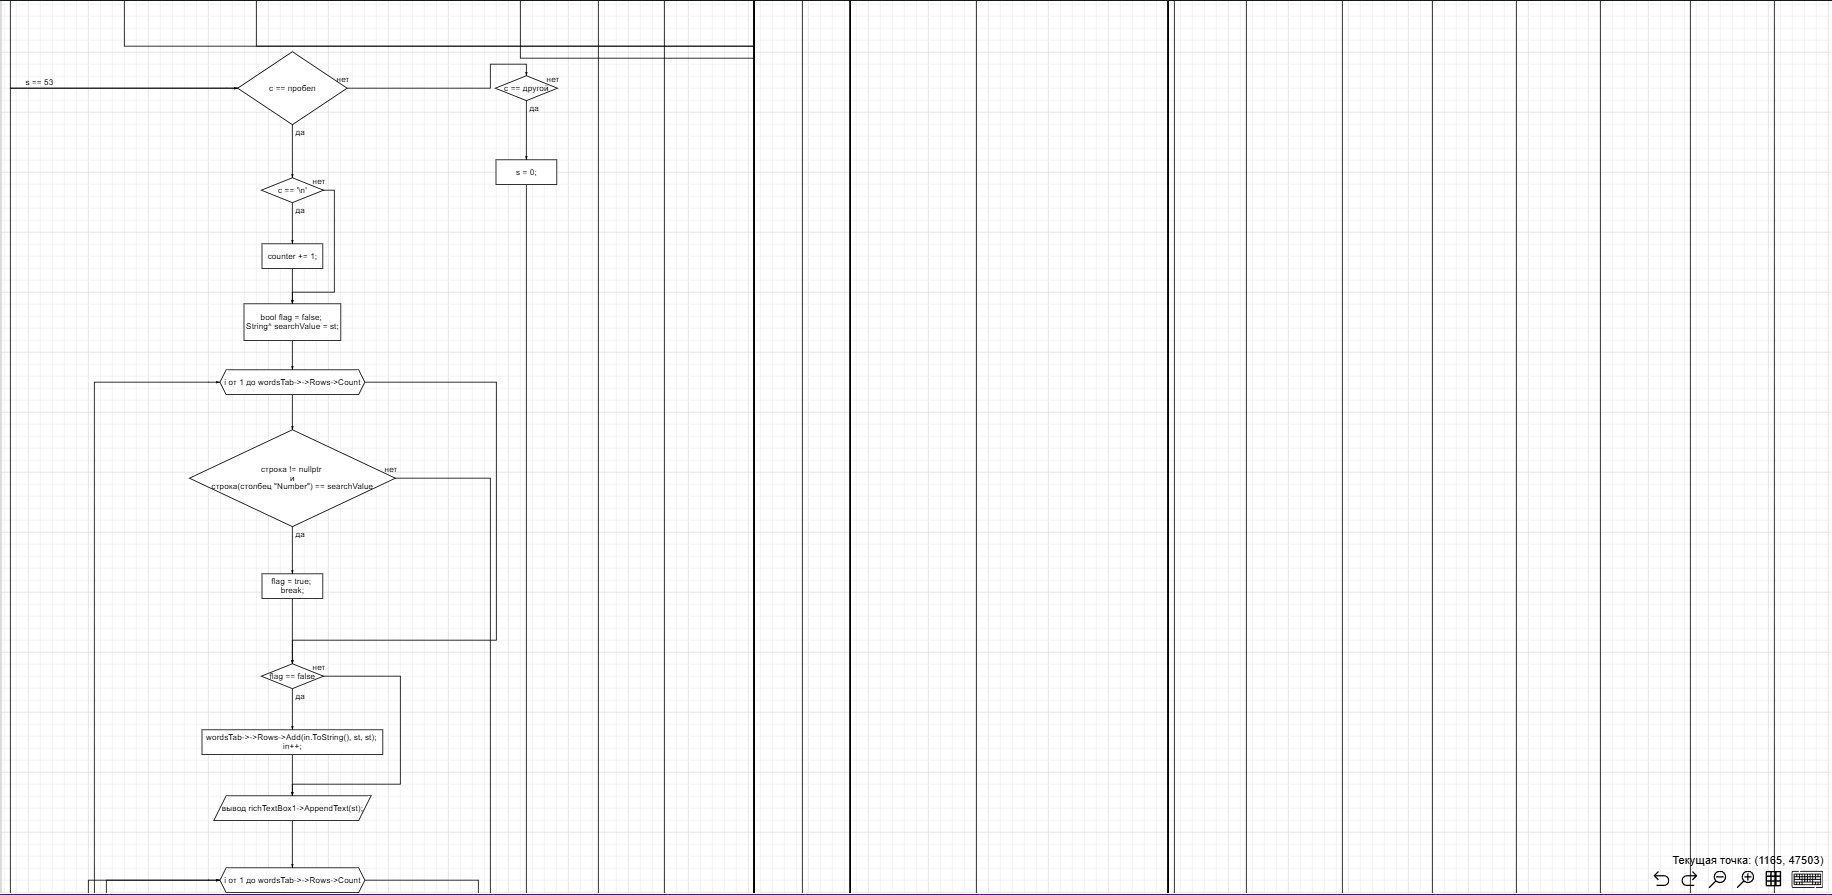 s == 53
с == пробел
нет
да
с == другой
нет
да
s = 0;
c == '\n'
нет
да
counter += 1;
bool flag = false;
String^ searchValue = st;
i от 1 до wordsTab->->Rows->Count
строка != nullptr
и
строка(столбец "Number") == searchValue
нет
да
flag = true;
break;
flag == false
нет
да
wordsTab->->Rows->Add(in.ToString(), st, st);
in++;
вывод richTextBox1->AppendText(st);
i от 1 до wordsTab->->Rows->Count
Текущая точка: (1165, 47503)